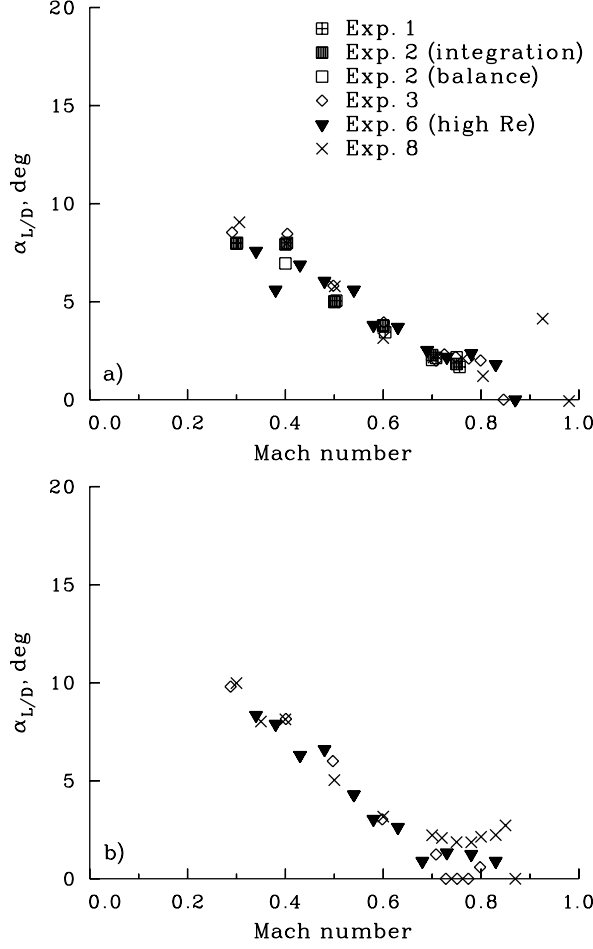 20
Exp. 1
Exp. 2 (integration)
Exp. 2 (balance)
Exp. 3
Exp. 6 (high Re)
Exp. 8
15
10
5
0
α_L/D, deg
a)
0.0 0.2 0.4 0.6 0.8 1.0
Mach number
20
15
10
5
0
α_L/D, deg
b)
0.0 0.2 0.4 0.6 0.8 1.0
Mach number